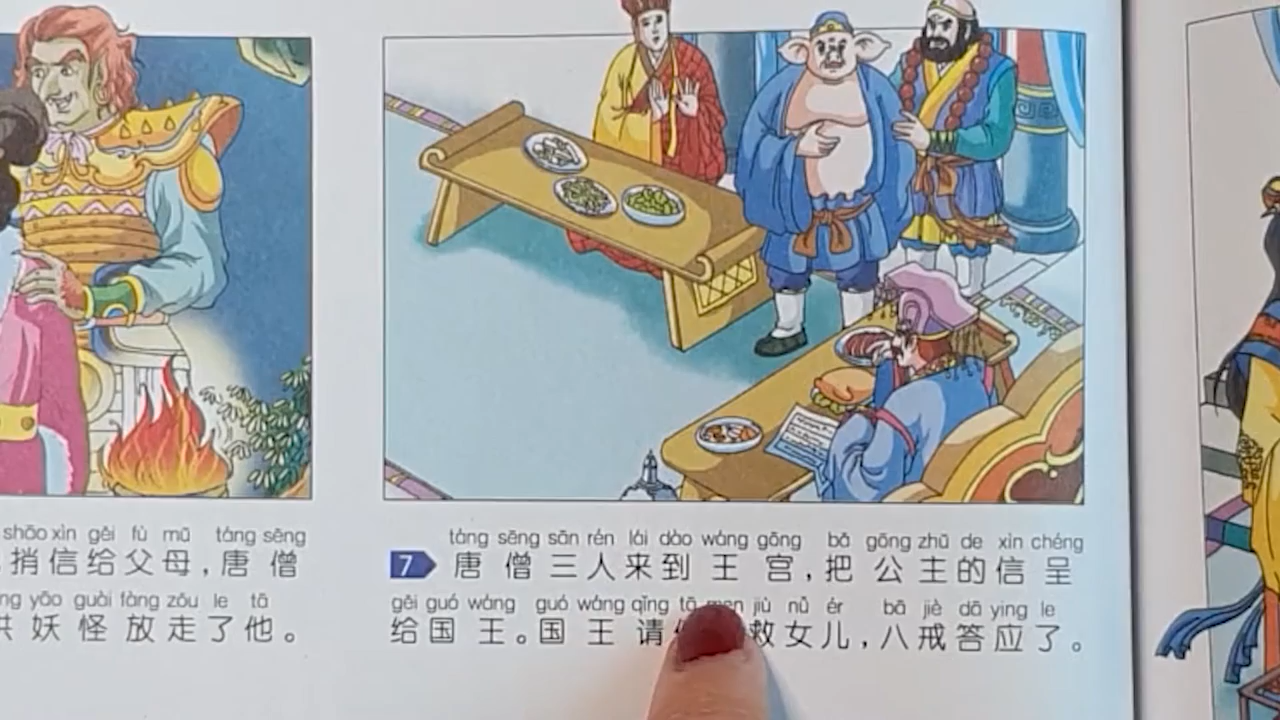 shāo xìn gěi fù mǔ táng sēng
捎信给父母,唐僧
yāo guài fàng zǒu le tā
妖怪放走了他。
táng sēng sān rén lái dào wáng gōng bǎ gōng zhǔ de xìn chéng
7 唐僧三人来到王宫,把公主的信呈
gěi guó wáng guó wáng qǐng tā men jiù nǚ ér bā jiè dā ying le
给国王。国王请 救女儿,八戒答应了。